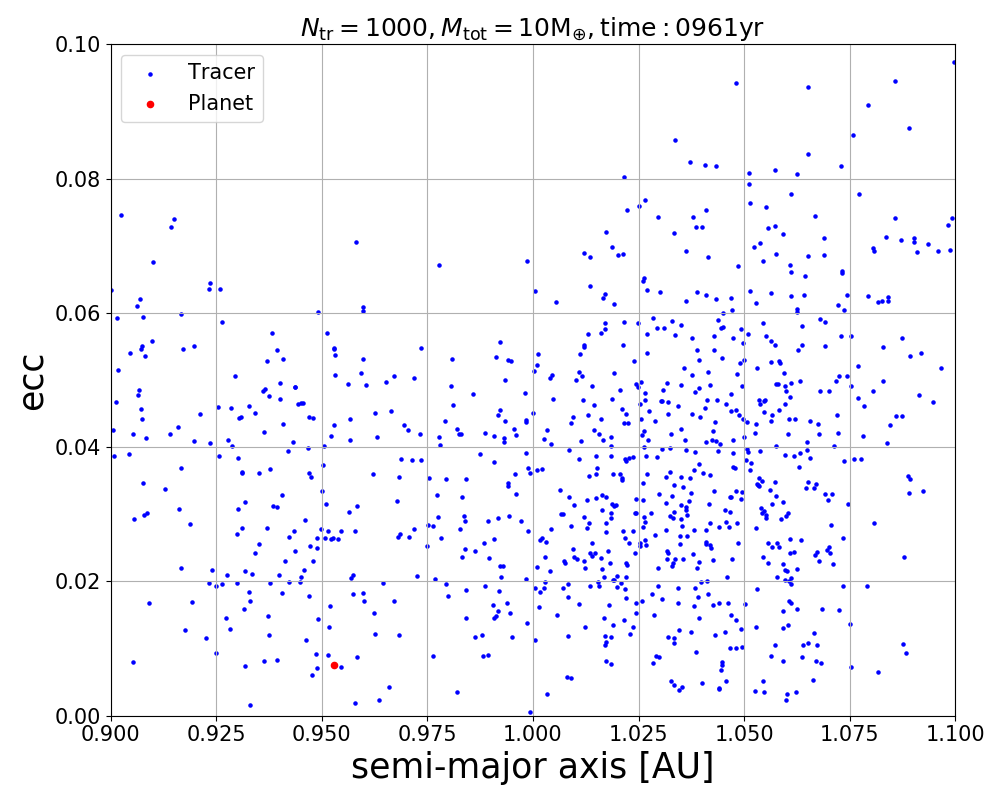 N_tr = 1000, M_tot = 10M_⊕, time : 0961yr
0.10
Tracer
Planet
0.08
0.06
ecc
0.04
0.02
0.00
0.900 0.925 0.950 0.975 1.000 1.025 1.050 1.075 1.100
semi-major axis [AU]